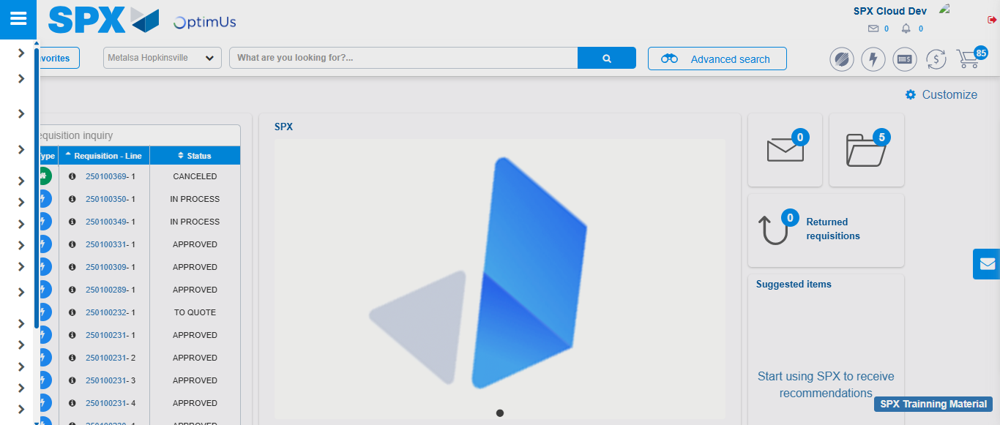 SPX
OptimUs
SPX Cloud Dev
0
0
vorites
Metalsa Hopkinsville
What are you looking for?...
Advanced search
$
$
85
Customize
equisition inquiry
ype
Requisition - Line
Status
250100369- 1
CANCELED
250100350- 1
IN PROCESS
250100349- 1
IN PROCESS
250100331- 1
APPROVED
250100309- 1
APPROVED
250100289- 1
APPROVED
250100232- 1
TO QUOTE
250100231- 1
APPROVED
250100231- 2
APPROVED
250100231- 3
APPROVED
250100231- 4
APPROVED
250100230- 1
APPROVED
SPX
0
5
0
Returned
requisitions
Suggested items
Start using SPX to receive
recommendations
SPX Trainning Material